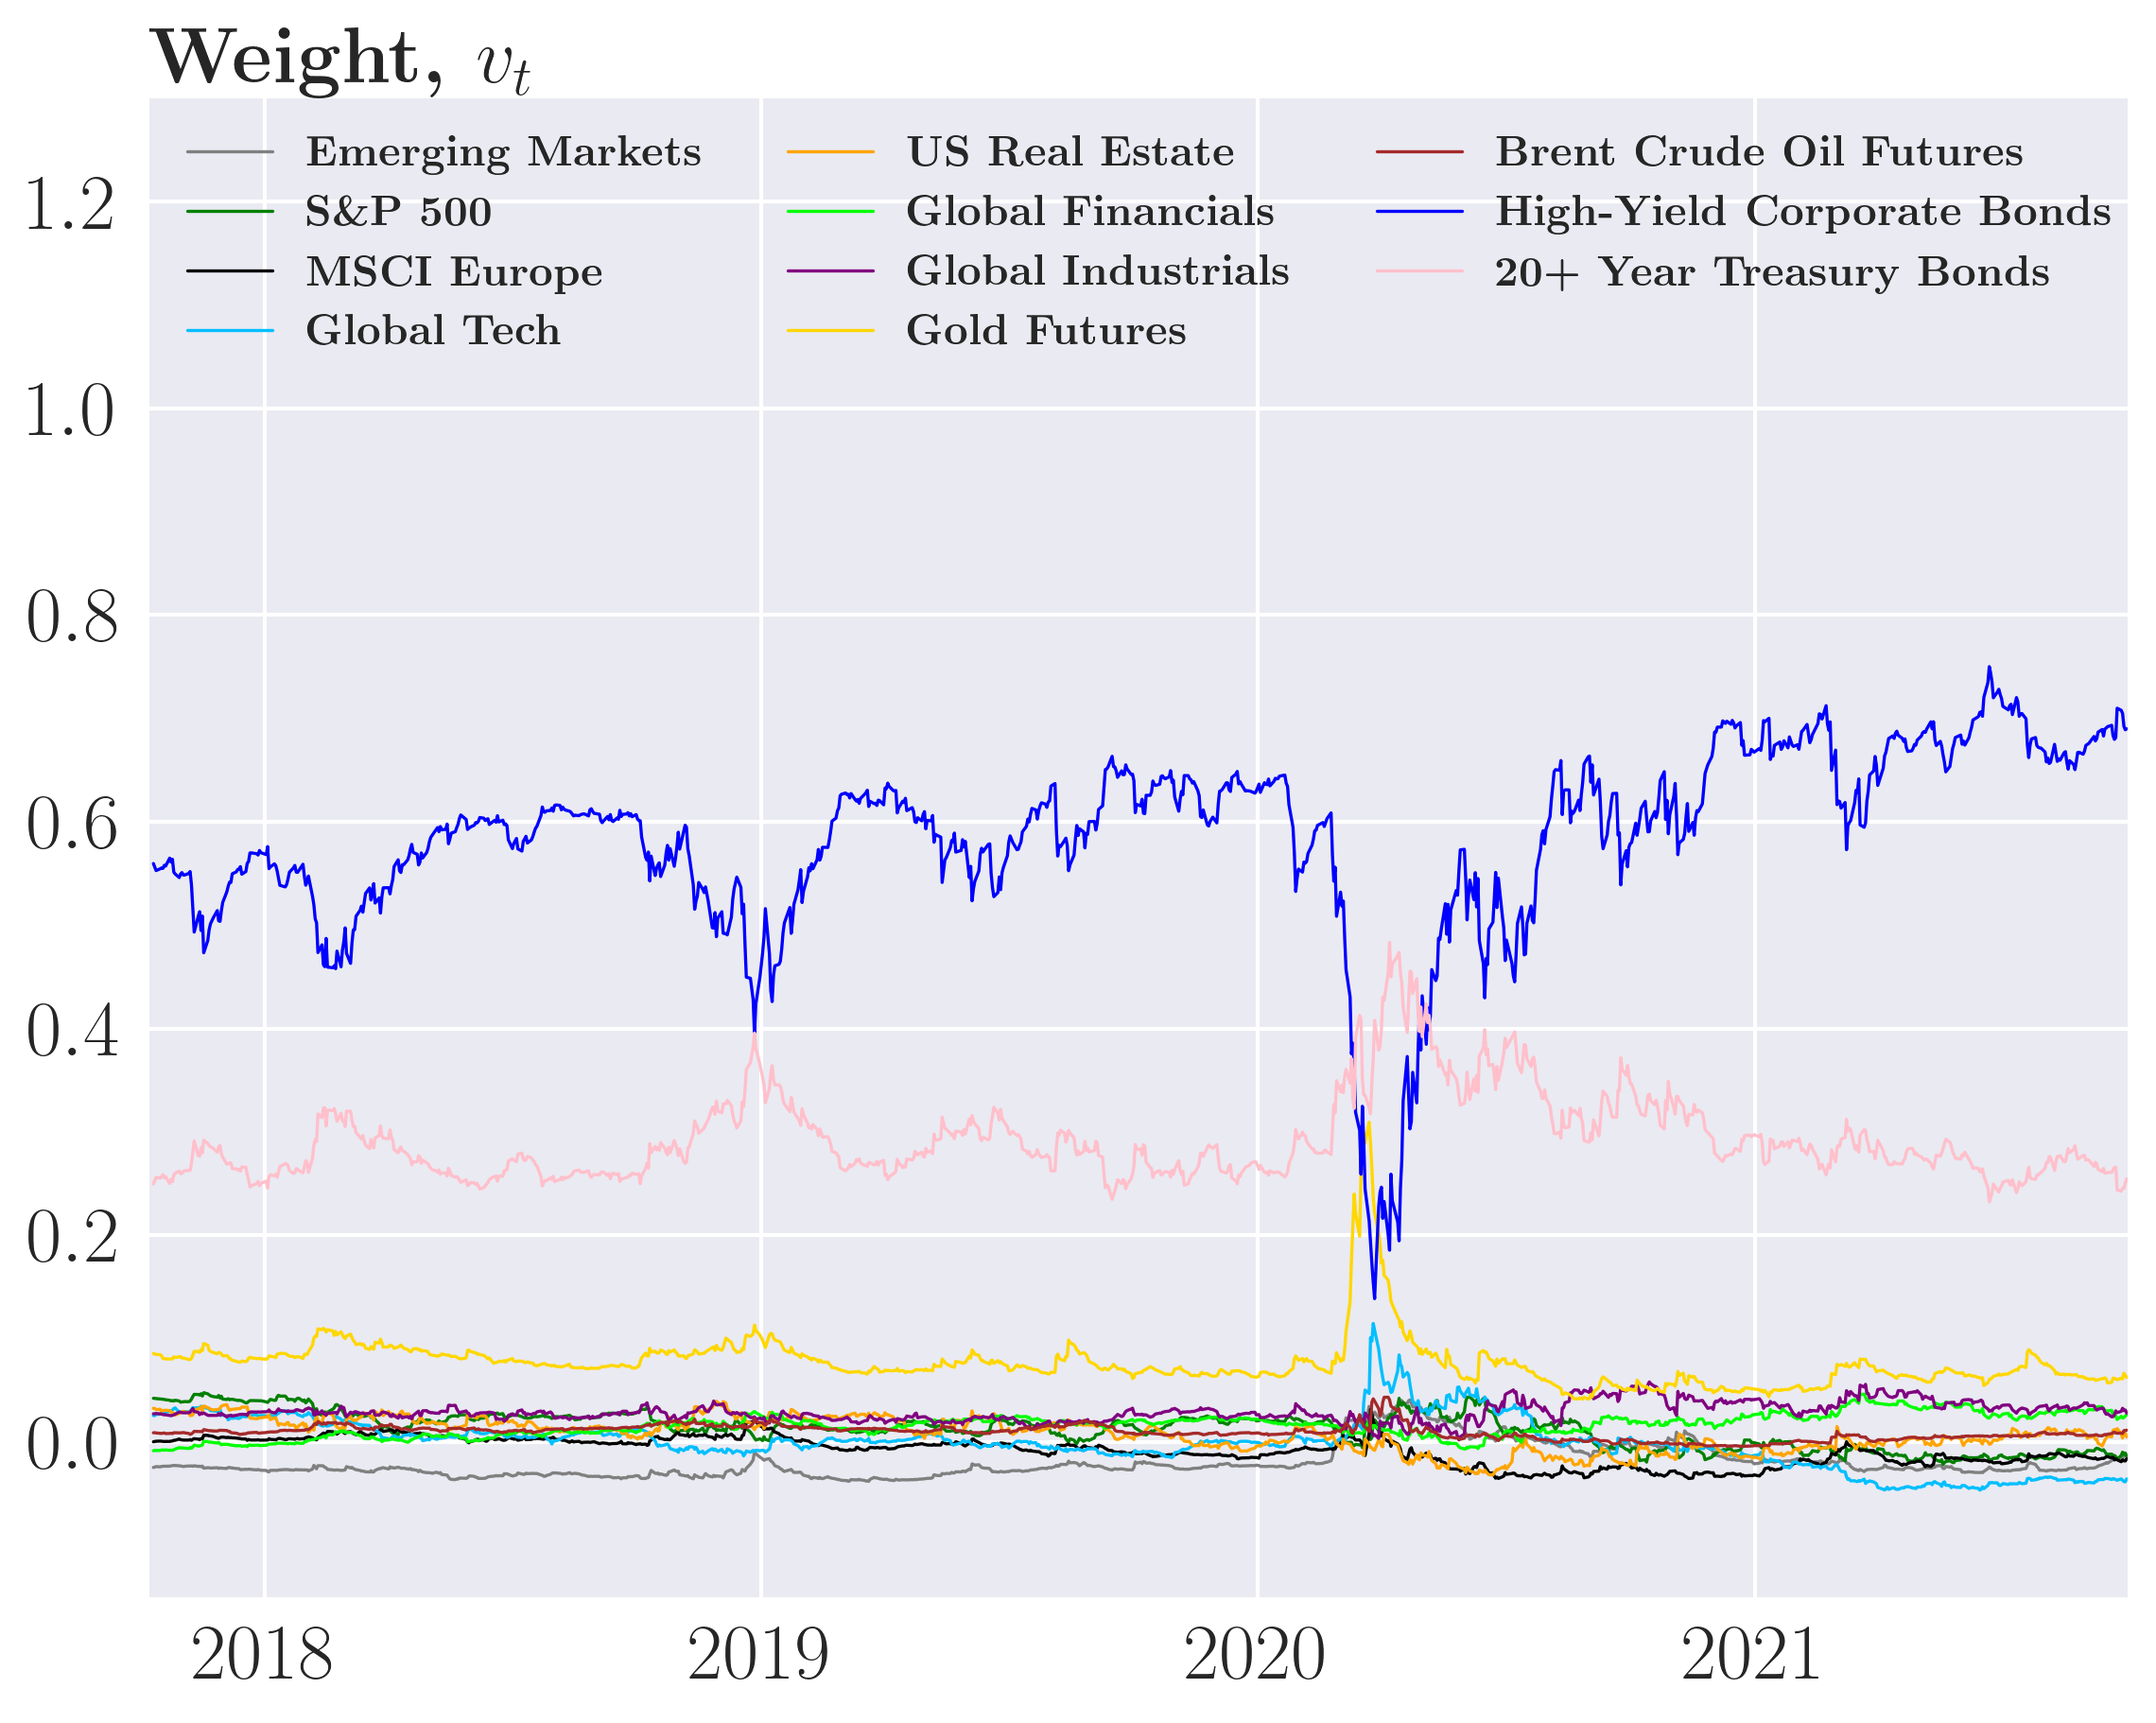 Weight, v_t
Emerging Markets
S&P 500
MSCI Europe
Global Tech
US Real Estate
Global Financials
Global Industrials
Gold Futures
Brent Crude Oil Futures
High-Yield Corporate Bonds
20+ Year Treasury Bonds
1.2
1.0
0.8
0.6
0.4
0.2
0.0
2018 2019 2020 2021